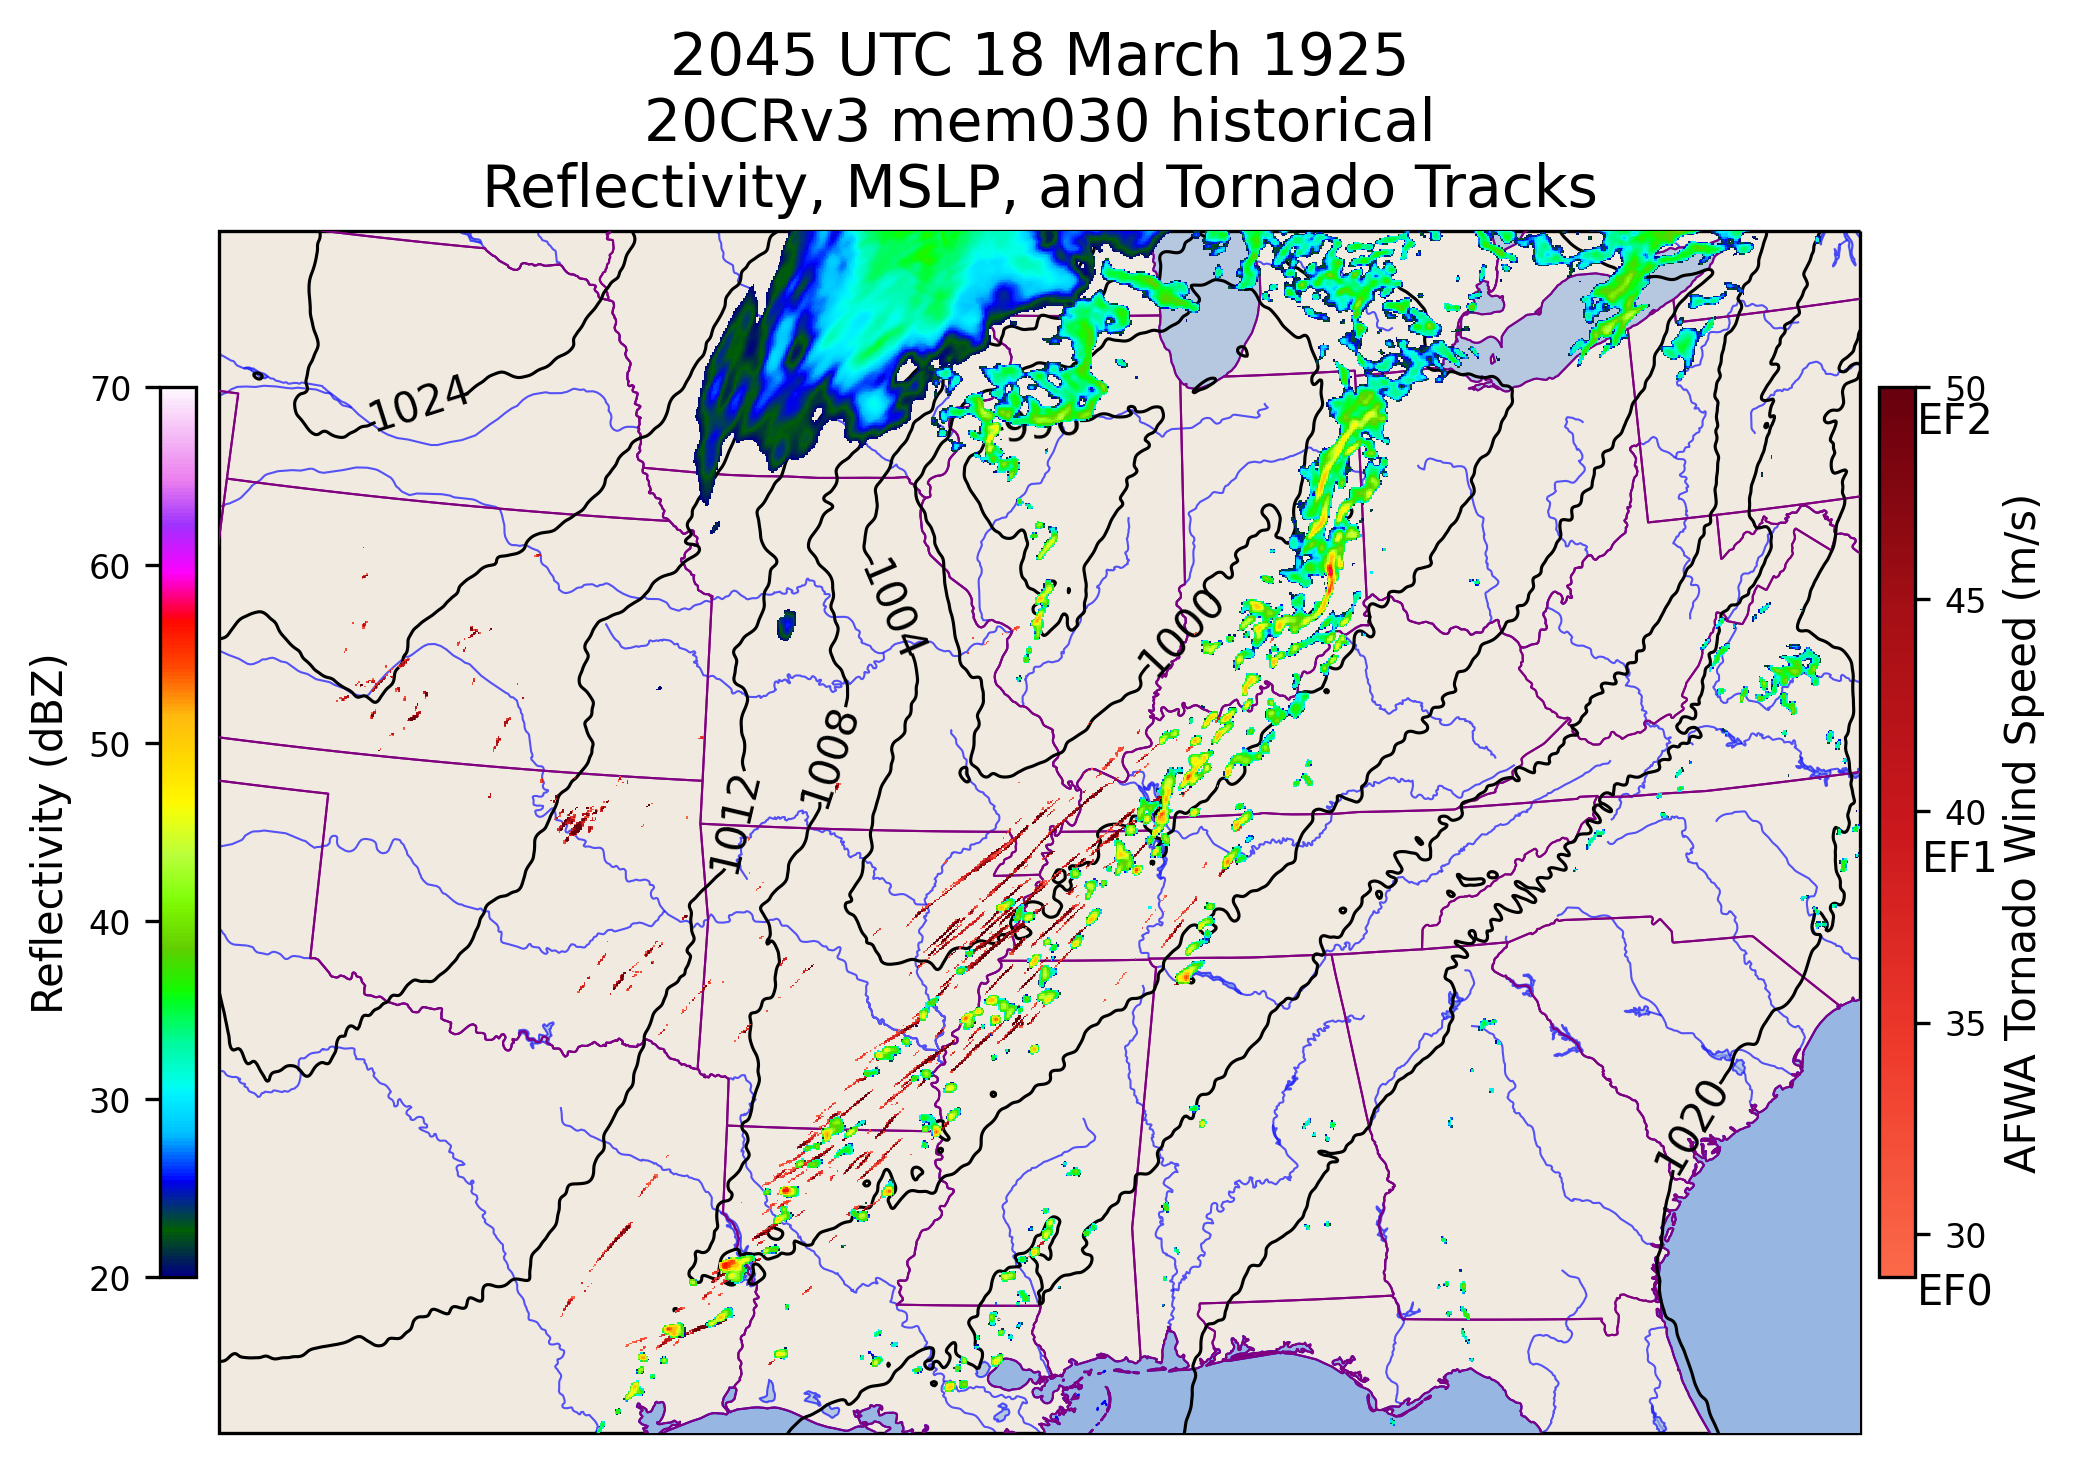 2045 UTC 18 March 1925
20CRv3 mem030 historical
Reflectivity, MSLP, and Tornado Tracks
70
60
50
40
30
20
Reflectivity (dBZ)
1024
996
1004
1000
1008
1012
1020
50
EF2
45
40
EF1
35
30
EF0
AFWA Tornado Wind Speed (m/s)